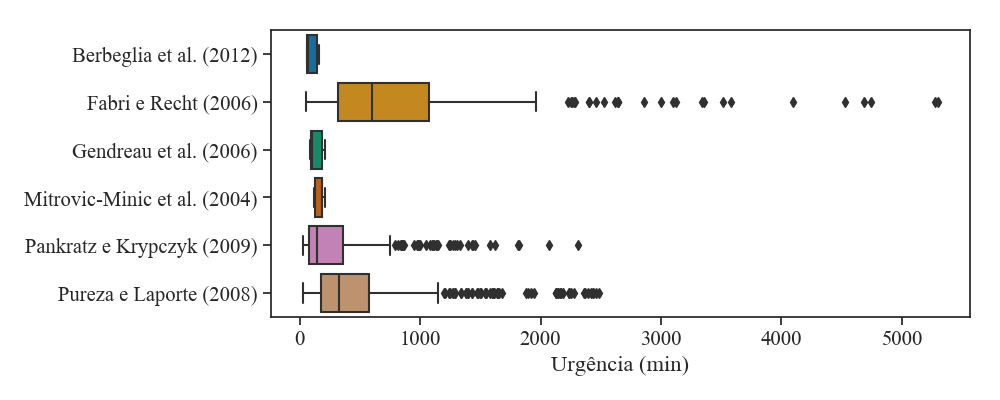 Berbeglia et al. (2012)
Fabri e Recht (2006)
Gendreau et al. (2006)
Mitrovic-Minic et al. (2004)
Pankratz e Krypczyk (2009)
Pureza e Laporte (2008)
0 1000 2000 3000 4000 5000
Urgência (min)